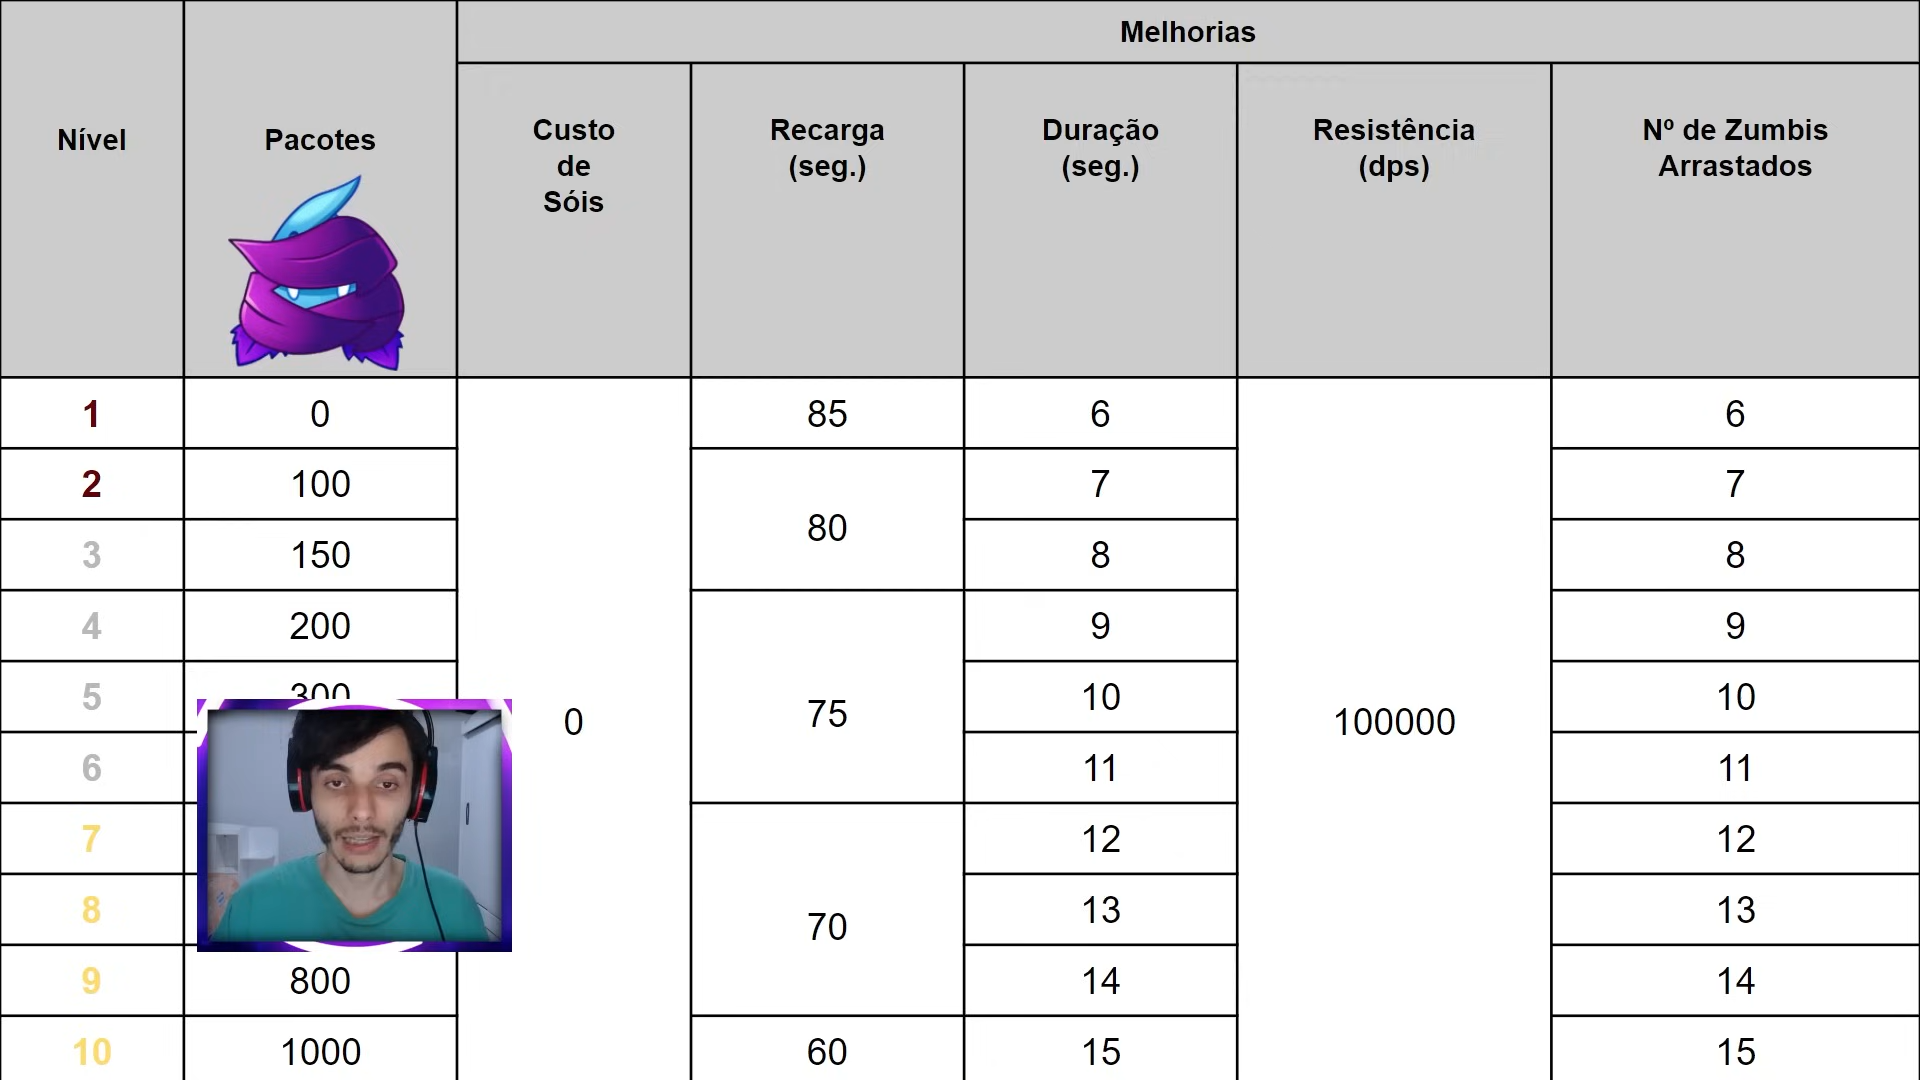 Melhorias
Nível
Pacotes
Custo
de
Sóis
Recarga
(seg.)
Duração
(seg.)
Resistência
(dps)
Nº de Zumbis
Arrastados
1 0 85 6 6
2 100 80 7 7
3 150 8 8
4 200 75 9 9
5 300 10 10
0 100000
6 11 11
7 70 12 12
8 13 13
9 800 14 14
10 1000 60 15 15